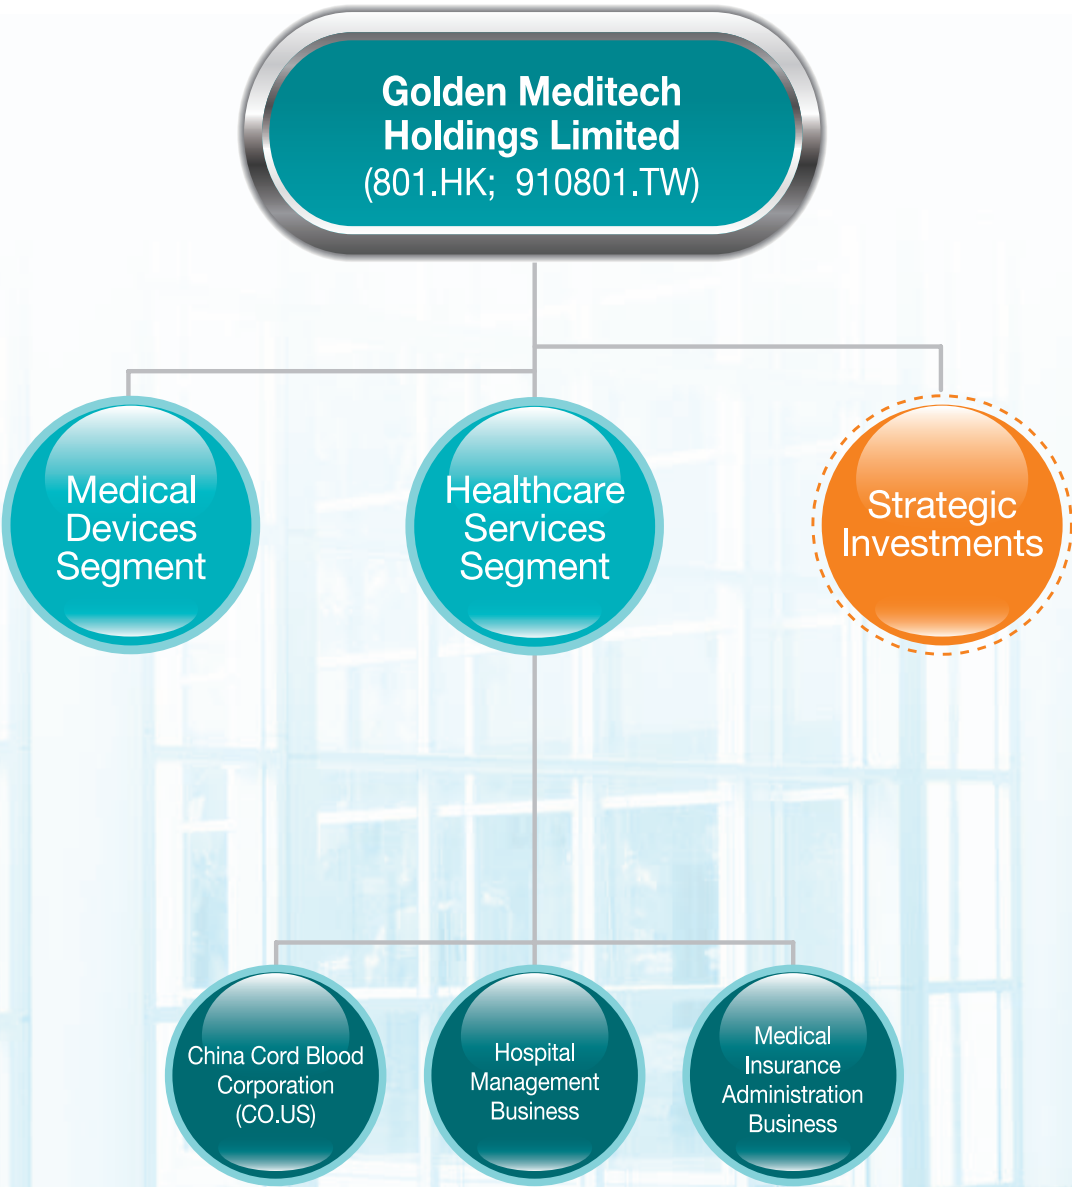 Golden Meditech
Holdings Limited
(801.HK; 910801.TW)
Medical
Devices
Segment
Healthcare
Services
Segment
Strategic
Investments
China Cord Blood
Corporation
(CO.US)
Hospital
Management
Business
Medical
Insurance
Administration
Business